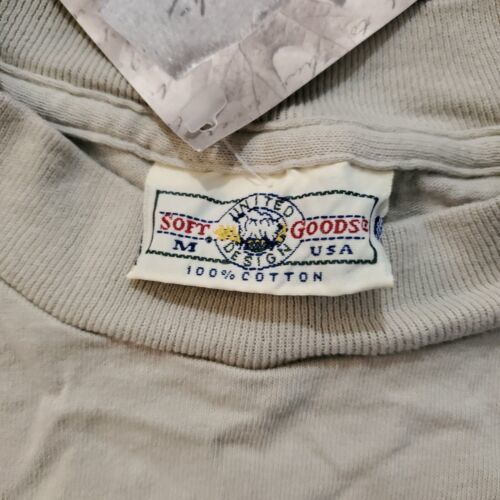 UNITED
SOFT GOODS
M USA
DESIGN
100% COTTON